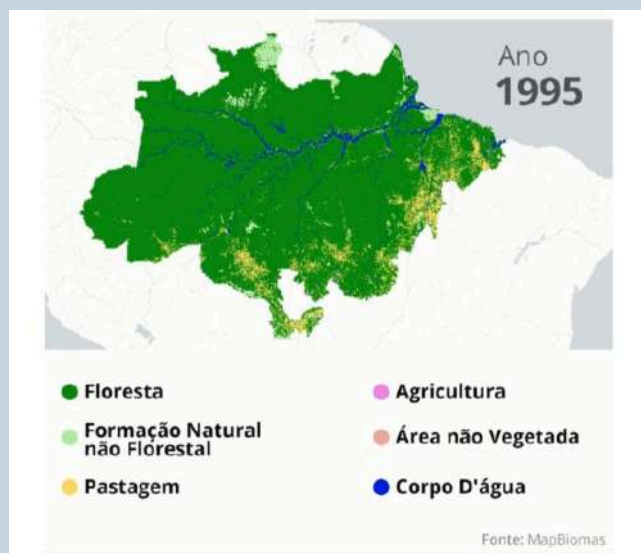 Ano
1995
Floresta
Agricultura
Formação Natural
não Florestal
Área não Vegetada
Pastagem
Corpo D'água
Fonte: MapBiomas